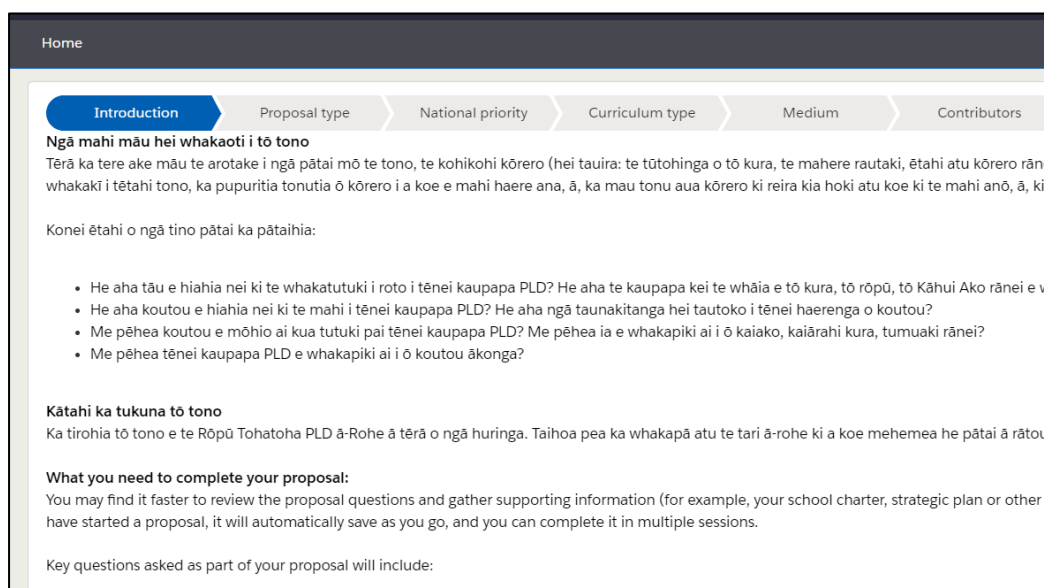 Home
Introduction Proposal type National priority Curriculum type Medium Contributors
Ngā mahi māu hei whakaoti i tō tono
Tērā ka tere ake māu te arotake i ngā pātai mō te tono, te kohikohi kōrero (hei tauira: te tūtohinga o tō kura, te mahere rautaki, ētahi atu kōrero
whakakī i tētahi tono, ka pupuritia tonutia ō kōrero i a koe e mahi haere ana, ā, ka mau tonu aua kōrero ki reira kia hoki atu koe ki te mahi anō, ā,
Konei ētahi o ngā tino pātai ka pātaihia:
• He aha tāu e hiahia nei ki te whakatutuki i roto i tēnei kaupapa PLD? He aha te kaupapa kei te whāia e tō kura, tō rōpū, tō Kāhui Ako rānei e
• He aha koutou e hiahia nei ki te mahi i tēnei kaupapa PLD? He aha ngā taunakitanga hei tautoko i tēnei haerenga o koutou?
• Me pēhea koutou e mōhio ai kua tutuki pai tēnei kaupapa PLD? Me pēhea ia e whakapiki ai i ō kaiako, kaiārahi kura, tumuaki rānei?
• Me pēhea tēnei kaupapa PLD e whakapiki ai i ō koutou ākonga?
Kātahi ka tukuna tō tono
Ka tirohia tō tono e te Rōpū Tohatoha PLD ā-Rohe ā tērā o ngā huringa. Taihoa pea ka whakapā atu te tari ā-rohe ki a koe mehemea he pātai ā
What you need to complete your proposal:
You may find it faster to review the proposal questions and gather supporting information (for example, your school charter, strategic plan or other
have started a proposal, it will automatically save as you go, and you can complete it in multiple sessions.
Key questions asked as part of your proposal will include: